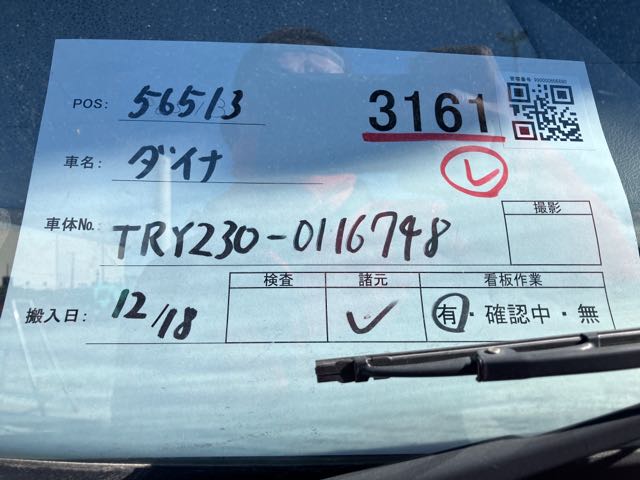 POS: 56513
3161
車名: ダイナ
車体No. TRY230-0116748
撮影
検査 諸元 看板作業
搬入日: 12/18 ✓ 有・確認中・無